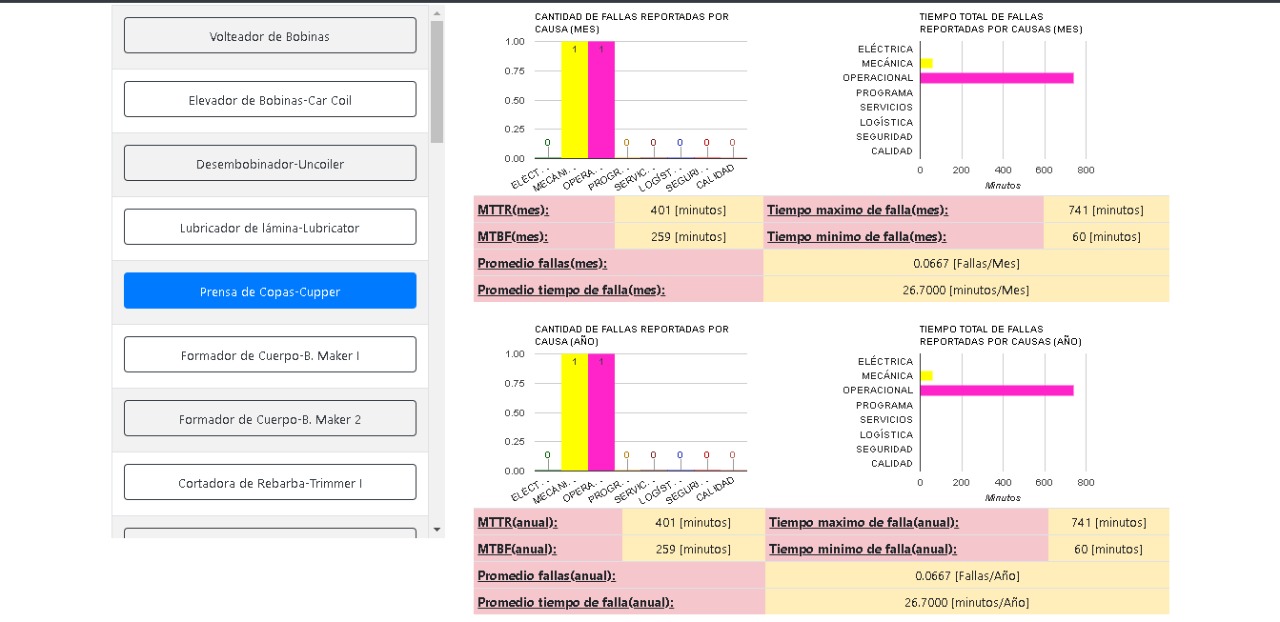 Volteador de Bobinas
Elevador de Bobinas-Car Coil
Desembobinador-Uncoiler
Lubricador de lámina-Lubricator
Prensa de Copas-Cupper
Formador de Cuerpo-B. Maker I
Formador de Cuerpo-B. Maker 2
Cortadora de Rebarba-Trimmer I
CANTIDAD DE FALLAS REPORTADAS POR
CAUSA (MES)
1.00
0.75
0.50
0.25
0.00
0 1 1 0 0 0 0 0
ELÉCT... MECÁNI... OPERA... PROGR... SERVIC... LOGÍST... SEGURI... CALIDAD
TIEMPO TOTAL DE FALLAS
REPORTADAS POR CAUSAS (MES)
ELÉCTRICA
MECÁNICA
OPERACIONAL
PROGRAMA
SERVICIOS
LOGÍSTICA
SEGURIDAD
CALIDAD
0 200 400 600 800
Minutos
MTTR(mes): 401 [minutos] Tiempo maximo de falla(mes): 741 [minutos]
MTBF(mes): 259 [minutos] Tiempo minimo de falla(mes): 60 [minutos]
Promedio fallas(mes): 0.0667 [Fallas/Mes]
Promedio tiempo de falla(mes): 26.7000 [minutos/Mes]
CANTIDAD DE FALLAS REPORTADAS POR
CAUSA (AÑO)
1.00
0.75
0.50
0.25
0.00
0 1 1 0 0 0 0 0
ELÉCT... MECÁNI... OPERA... PROGR... SERVIC... LOGÍST... SEGURI... CALIDAD
TIEMPO TOTAL DE FALLAS
REPORTADAS POR CAUSAS (AÑO)
ELÉCTRICA
MECÁNICA
OPERACIONAL
PROGRAMA
SERVICIOS
LOGÍSTICA
SEGURIDAD
CALIDAD
0 200 400 600 800
Minutos
MTTR(anual): 401 [minutos] Tiempo maximo de falla(anual): 741 [minutos]
MTBF(anual): 259 [minutos] Tiempo minimo de falla(anual): 60 [minutos]
Promedio fallas(anual): 0.0667 [Fallas/Año]
Promedio tiempo de falla(anual): 26.7000 [minutos/Año]